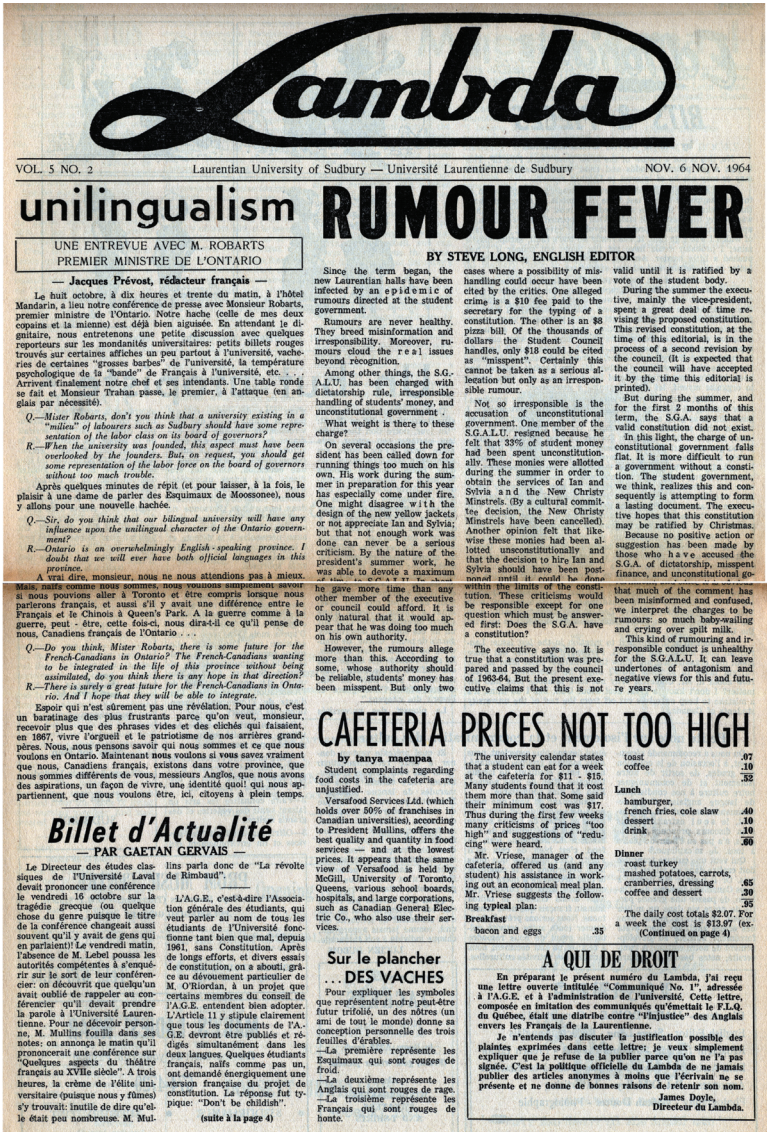 Lambda
VOL. 5 NO. 2
Laurentian University of Sudbury — Université Laurentienne de Sudbury
NOV. 6 NOV. 1964
unilingualism
UNE ENTREVUE AVEC M. ROBARTS
PREMIER MINISTRE DE L'ONTARIO
— Jacques Prévost, rédacteur français —
Le huit octobre, à dix heures et trente du matin, à l'hôtel
Mandarin, a lieu notre conférence de presse avec Monsieur Robarts,
premier ministre de l'Ontario. Notre hache (celle de mes deux
copains et la mienne) est déjà bien aiguisée. En attendant le di-
gnitaire, nous entretenons une petite discussion avec quelques
reporteurs sur les mondanités universitaires: petits billets rouges
trouvés sur certaines affiches un peu partout à l'université, vache-
ries de certaines "grosses barbes" de l'université, la température
psychologique de la "bande" de Français à l'université, etc. . . .
Arrivent finalement notre chef et ses intendants. Une table ronde
se fait et Monsieur Trahan passe, le premier, à l'attaque (en an-
glais par nécessité).
Q.—Mister Robarts, don't you think that a university existing in a
"milieu" of labourers such as Sudbury should have some repre-
sentation of the labor class on its board of governors?
R.—When the university was founded, this aspect must have been
overlooked by the founders. But, on request, you should get
some representation of the labor force on the board of governors
without too much trouble.
Après quelques minutes de répit (et pour laisser, à la fois, le
plaisir à une dame de parler des Esquimaux de Moossonee), nous
y allons pour une nouvelle hachée.
Q.—Sir, do you think that our bilingual university will have any
influence upon the unilingual character of the Ontario govern-
ment?
R.—Ontario is an overwhelmingly English-speaking province. I
doubt that we will ever have both official languages in this
province.
A vrai dire, monsieur, nous ne nous attendions pas à mieux.
Mais, naïfs comme nous sommes, nous voulions simplement savoir
si nous pouvions aller à Toronto et être compris lorsque nous
parlerons français, et aussi s'il y avait une différence entre le
Français et le Chinois à Queen's Park. A la guerre comme à la
guerre, peut - être, cette fois-ci, nous dira-t-il ce qu'il pense de
nous, Canadiens français de l'Ontario . . .
Q.—Do you think, Mister Robarts, there is some future for the
French-Canadians in Ontario? The French-Canadians wanting
to be integrated in the life of this province without being
assimilated, do you think there is any hope in that direction?
R.—There is surely a great future for the French-Canadians in Onta-
rio. And I hope that they will be able to integrate.
Espoir qui n'est sûrement pas une révélation. Pour nous, c'est
un baratinage des plus frustrants parce qu'on veut, monsieur,
recevoir plus que des phrases vides et des clichés qui faisaient,
en 1867, vivre l'orgueil et le patriotisme de nos arrières grand-
pères. Nous, nous pensons savoir qui nous sommes et ce que nous
voulons en Ontario. Maintenant nous voulons si vous savez vraiment
que nous, Canadiens français, existons dans votre province, que
nous sommes différents de vous, messieurs Anglos, que nous avons
des aspirations, un façon de vivre, une identité quoi! qui nous ap-
partiennent, que nous voulons être, ici, citoyens à plein temps.
Billet d'Actualité
— PAR GAETAN GERVAIS —
Le Directeur des études clas-
siques de l'Université Laval
devait prononcer une conférence
le vendredi 16 octobre sur la
tragédie grecque (ou quelque
chose du genre puisque le titre
de la conférence changeait aussi
souvent qu'il y avait de gens qui
en parlaient)! Le vendredi matin,
l'absence de M. Lebel poussa les
autorités compétentes à s'enqué-
rir sur le sort de leur conféren-
cier: on découvrit que quelqu'un
avait oublié de rappeler au con-
férencier qu'il devait prendre
la parole à l'Université Lauren-
tienne. Pour ne décevoir person-
ne, M. Mullins fouilla dans ses
notes: on annonça le matin qu'il
prononcerait une conférence sur
"Quelques aspects du théâtre
français au XVIIe siècle". A trois
heures, la crème de l'élite uni-
versitaire (puisque nous y fûmes)
s'y trouvait: inutile de dire qu'el-
le était peu nombreuse. M. Mul-
lins parla donc de "La révolte
de Rimbaud".
L'A.G.E., c'est-à-dire l'Associa-
tion générale des étudiants, qui
veut parler au nom de tous les
étudiants de l'Université fonc-
tionne tant bien que mal, depuis
1961, sans Constitution. Après
de longs efforts, et divers essais
de constitution, on a abouti, grâ-
ce au dévouement particulier de
M. O'Riordan, à un projet que
certains membres du conseil de
l'A.G.E. entendent bien adopter.
L'Article 11 y stipule clairement
que tous les documents de l'A.-
G.E. devront être publiés et ré-
digés simultanément dans les
deux langues. Quelques étudiants
français, naïfs comme pas un,
ont demandé énergiquement une
version française du projet de
constitution. La réponse fut ty-
pique: "Don't be childish".
(suite à la page 4)
RUMOUR FEVER
BY STEVE LONG, ENGLISH EDITOR
Since the term began, the
new Laurentian halls have been
infected by an epidemic of
rumours directed at the student
government.
Rumours are never healthy.
They breed misinformation and
irresponsibility. Moreover, ru-
mours cloud the real issues
beyond recognition.
Among other things, the S.G.-
A.L.U. has been charged with
dictatorship rule, irresponsible
handling of students' money, and
unconstitutional government .
What weight is there to these
charge?
On several occasions the pre-
sident has been called down for
running things too much on his
own. His work during the sum-
mer in preparation for this year
has especially come under fire.
One might disagree with the
design of the new yellow jackets
or not appreciate Ian and Sylvia;
but that not enough work was
done can never be a serious
criticism. By the nature of the
president's summer work, he
was able to devote a maximum
he gave more time than any
other member of the executive
or council could afford. It is
only natural that it would ap-
pear that he was doing too much
on his own authority.
However, the rumours allege
more than this. According to
some, whose authority should
be reliable, students' money has
been misspent. But only two
cases where a possibility of mis-
handling could have occurred
cited by the critics. One alleged
crime is a $10 fee paid to the
secretary for the typing of a
constitution. The other is an $8
pizza bill. Of the thousands of
dollars the Student Council
handles, only $18 could be cited
as "misspent". Certainly this
cannot be taken as a serious al-
legation but only as an irrespon-
sible rumour.
Not so irresponsible is the
accusation of unconstitutional
government. One member of the
S.G.A.L.U. resigned because he
felt that 33% of student money
had been spent unconstitution-
ally. These monies were allotted
during the summer in order to
obtain the services of Ian and
Sylvia and the New Christy
Minstrels. (By a cultural commit-
tee decision, the New Christy
Minstrels have been cancelled).
Another opinion felt that like-
wise these monies had been al-
lotted unconstitutionally and
that the decision to hire Ian and
Sylvia should have been post-
poned until it could be done
within the limits of the consti-
tution. These criticisms would
be responsible except for one
question which must be answer-
ed first: Does the S.G.A. have
a constitution?
The executive says no. It is
true that a constitution was pre-
pared and passed by the council
of 1963-64. But the present exe-
cutive claims that this is not
valid until it is ratified by a
vote of the student body.
During the summer the execu-
tive, mainly the vice-president,
spent a great deal of time re-
vising the proposed constitution.
This revised constitution, at the
time of this editorial, is in the
process of a second revision by
the council. (It is expected that
the council will have accepted
it by the time this editorial is
printed).
But during the summer, and
for the first 2 months of this
term, the S.G.A. says that a
valid constitution did not exist.
In this light, the charge of un-
constitutional government falls
flat. It is more difficult to run
a government without a consti-
tution. The student government,
we think, realizes this and con-
sequently is attempting to form
a lasting document. The execu-
tive hopes that this constitution
may be ratified by Christmas.
Because no positive action or
suggestion has been made by
those who have accused the
S.G.A. of dictatorship, misspent
finance, and unconstitutional go-
that much of the comment has
been misinformed and confused,
we interpret the charges to be
rumours: so much baby-wailing
and crying over spilt milk.
This kind of rumouring and ir-
responsible conduct is unhealthy
for the S.G.A.L.U. It can leave
undertones of antagonism and
negative views for this and futu-
re years.
CAFETERIA PRICES NOT TOO HIGH
by tanya maenpaa
Student complaints regarding
food costs in the cafeteria are
unjustified.
Versafood Services Ltd. (which
holds over 50% of franchises in
Canadian universities), according
to President Mullins, offers the
best quality and quantity in food
services — and at the lowest
prices. It appears that the same
view of Versafood is held by
McGill, University of Toronto,
Queens, various school boards,
hospitals, and large corporations,
such as Canadian General Elec-
tric Co., who also use their ser-
vices.
The university calendar states
that a student can eat for a week
at the cafeteria for $11 - $15.
Many students found that it cost
them more than that. Some said
their minimum cost was $17.
Thus during the first few weeks
many criticisms of prices "too
high" and suggestions of "redu-
cing" were heard.
Mr. Vriese, manager of the
cafeteria, offered us (and any
student) his assistance in work-
ing out an economical meal plan.
Mr. Vriese suggests the follow-
ing typical plan:
Breakfast
bacon and eggs .35
toast .07
coffee .10
.52
Lunch
hamburger,
french fries, cole slaw .40
dessert .10
drink .10
.60
Dinner
roast turkey
mashed potatoes, carrots,
cranberries, dressing .65
coffee and dessert .30
.95
The daily cost totals $2.07. For
a week the cost is $13.97 (ex-
(Continued on page 4)
Sur le plancher
. . . DES VACHES
Pour expliquer les symboles
que représentent notre peut-être
futur trifolié, un des nôtres (un
ami de tout le monde) donne sa
conception personnelle des trois
feuilles d'érables.
—La première représente les
Esquimaux qui sont rouges de
froid.
—La deuxième représente les
Anglais qui sont rouges de rage.
—La troisième représente les
Français qui sont rouges de
honte.
A QUI DE DROIT
En préparant le présent numéro du Lambda, j'ai reçu
une lettre ouverte intitulée "Communiqué No. 1", adressée
à l'A.G.E. et à l'administration de l'université. Cette lettre,
composée en imitation des communiqués qu'émettait le F.L.Q.
du Québec, était une diatribe contre "l'injustice" des Anglais
envers les Français de la Laurentienne.
Je n'entends pas discuter la justification possible des
plaintes exprimées dans cette lettre; je veux simplement
expliquer que je refuse de la publier parce qu'on ne l'a pas
signée. C'est la politique officielle du Lambda de ne jamais
publier des articles anonymes à moins que l'écrivain ne se
présente et ne donne de bonnes raisons de retenir son nom.
James Doyle,
Directeur du Lambda.